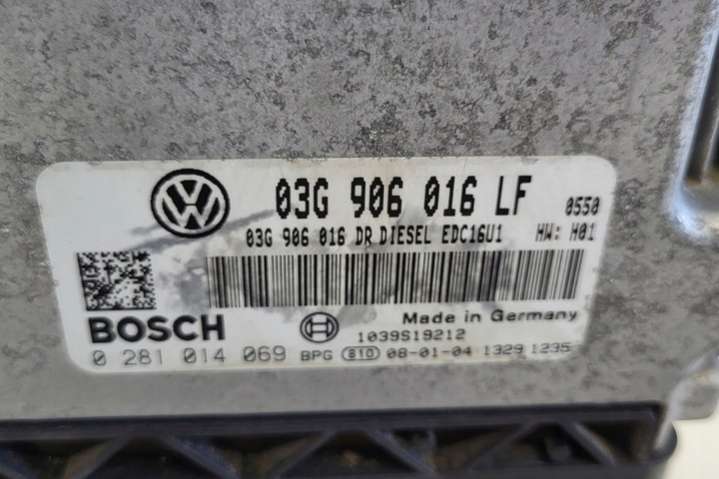 03G 906 016 LF 0550
03G 906 016 DR DIESEL EDC16U1 HW: H01
BOSCH
Made in Germany
1039S19212
0 281 014 069 BPG 810 08-01-04 1329 1235